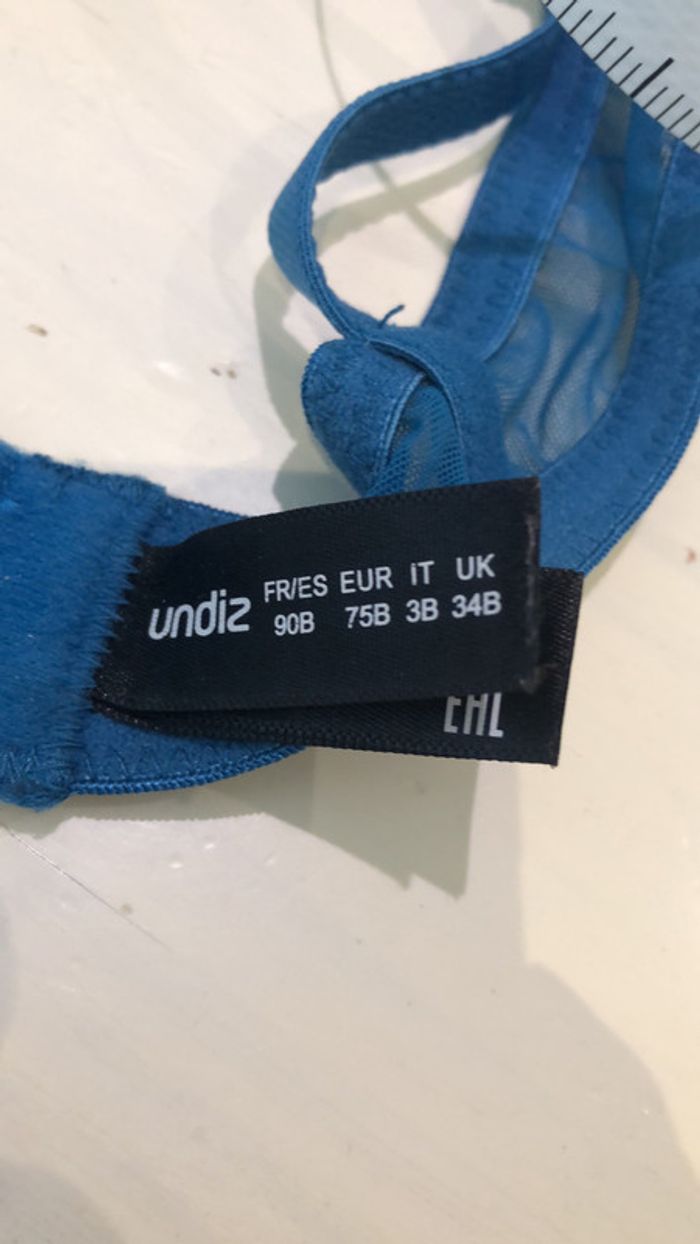 undiz
FR/ES EUR IT UK
90B 75B 3B 34B
EAC